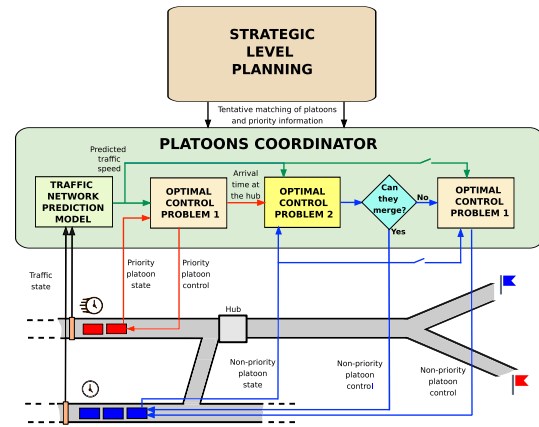 STRATEGIC
LEVEL
PLANNING
Tentative matching of platoons
and priority information
PLATOONS COORDINATOR
Predicted
traffic
speed
TRAFFIC
NETWORK
PREDICTION
MODEL
OPTIMAL
CONTROL
PROBLEM 1
Arrival
time at
the hub
OPTIMAL
CONTROL
PROBLEM 2
Can
they
merge?
No
Yes
OPTIMAL
CONTROL
PROBLEM 1
Traffic
state
Priority
platoon
state
Priority
platoon
control
Hub
Non-priority
platoon
state
Non-priority
platoon
control
Non-priority
platoon
control